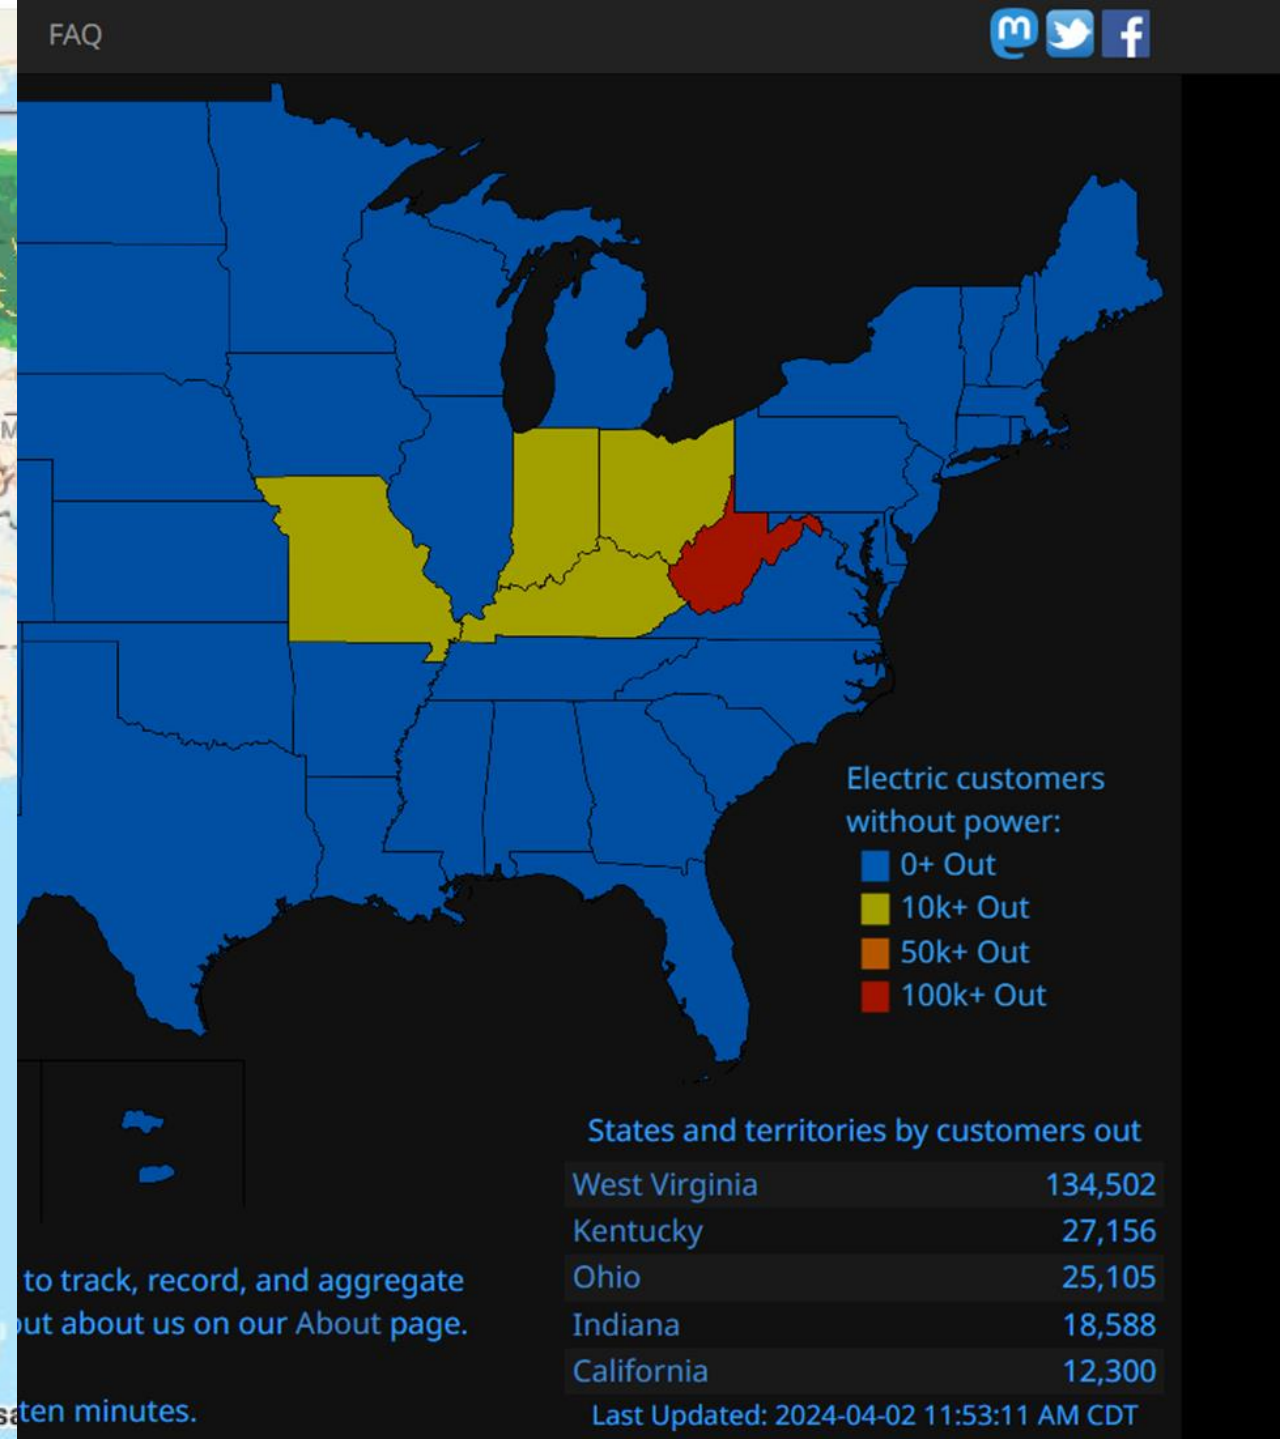 FAQ
M
Electric customers
without power:
0+ Out
10k+ Out
50k+ Out
100k+ Out
States and territories by customers out
West Virginia 134,502
Kentucky 27,156
Ohio 25,105
Indiana 18,588
California 12,300
Last Updated: 2024-04-02 11:53:11 AM CDT
to track, record, and aggregate
out about us on our About page.
ten minutes.